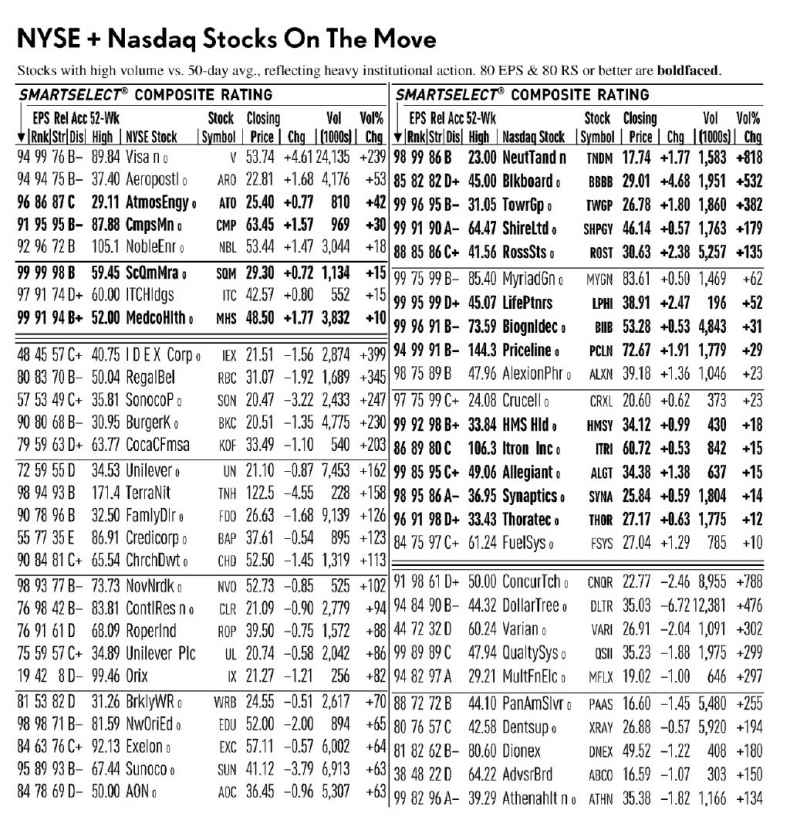 NYSE + Nasdaq Stocks On The Move
Stocks with high volume vs. 50-day avg., reflecting heavy institutional action. 80 EPS & 80 RS or better are boldfaced.
SMARTSELECT® COMPOSITE RATING
EPS Rel Acc 52-Wk Stock Closing Vol Vol%
▼|Rnk|Str|Dis| High | NYSE Stock |Symbol| Price | Chg |(1000s)| Chg
94 99 76 B– 89.84 Visa n o V 53.74 +4.61 24,135 +239
94 94 75 B– 37.40 Aeropostl o ARO 22.81 +1.68 4,176 +53
96 86 87 C 29.11 AtmosEngy o ATO 25.40 +0.77 810 +42
91 95 95 B– 87.88 CmpsMn o CMP 63.45 +1.57 969 +30
92 96 72 B 105.1 NobleEnr o NBL 53.44 +1.47 3,044 +18
99 99 98 B 59.45 ScQmMra o SQM 29.30 +0.72 1,134 +15
97 91 74 D+ 60.00 ITCHldgs ITC 42.57 +0.80 552 +15
99 91 94 B+ 52.00 MedcoHlth o MHS 48.50 +1.77 3,832 +10
48 45 57 C+ 40.75 I D E X Corp o IEX 21.51 –1.56 2,874 +399
80 83 70 B– 50.04 RegalBel RBC 31.07 –1.92 1,689 +345
57 53 49 C+ 35.81 SonocoP o SON 20.47 –3.22 2,433 +247
90 80 68 B– 30.95 BurgerK o BKC 20.51 –1.35 4,775 +230
79 59 63 D+ 63.77 CocaCFmsa KOF 33.49 –1.10 540 +203
72 59 55 D 34.53 Unilever o UN 21.10 –0.87 7,453 +162
98 94 93 B 171.4 TerraNit TNH 122.5 –4.55 228 +158
90 78 96 B 32.50 FamilyDlr o FDO 26.63 –1.68 9,139 +126
55 77 35 E 86.91 Credicorp o BAP 37.61 –0.54 895 +123
90 84 81 C+ 65.54 ChrchDwt o CHD 52.50 –1.45 1,319 +113
98 93 77 B– 73.73 NovNrdk o NVO 52.73 –0.85 525 +102
76 98 42 B– 83.81 ContlRes n o CLR 21.09 –0.90 2,779 +94
76 91 61 D 68.09 RoperInd ROP 39.50 –0.75 1,572 +88
75 59 57 C+ 34.89 Unilever Plc UL 20.74 –0.58 2,042 +86
19 42 8 D– 99.46 Orix IX 21.27 –1.21 256 +82
81 53 82 D 31.26 BrklyWR o WRB 24.55 –0.51 2,617 +70
98 98 71 B– 81.59 NwOriEd o EDU 52.00 –2.00 894 +65
84 63 76 C+ 92.13 Exelon o EXC 57.11 –0.57 6,002 +64
95 89 93 B– 67.44 Sunoco o SUN 41.12 –3.79 6,913 +63
84 78 69 D– 50.00 AON o AOC 36.45 –0.96 5,307 +63
SMARTSELECT® COMPOSITE RATING
EPS Rel Acc 52-Wk Stock Closing Vol Vol%
▼|Rnk|Str|Dis| High | Nasdaq Stock |Symbol| Price | Chg |(1000s)| Chg
98 99 86 B 23.00 NeutTand n TNDM 17.74 +1.77 1,583 +818
85 82 82 D+ 45.00 Blkboard o BBBB 29.01 +4.68 1,951 +532
99 96 95 B– 31.05 TowrGp o TWGP 26.78 +1.80 1,860 +382
99 91 90 A– 64.47 ShireLtd o SHPGY 46.14 +0.57 1,763 +179
88 85 86 C+ 41.56 RossSts o ROST 30.63 +2.38 5,257 +135
99 75 99 B– 85.40 MyriadGn o MYGN 83.61 +0.50 1,469 +62
99 95 99 D+ 45.07 LifePtnrs LPHI 38.91 +2.47 196 +52
99 96 91 B– 73.59 BiognIdec o BIIB 53.28 +0.53 4,843 +31
94 99 91 B– 144.3 Priceline o PCLN 72.67 +1.91 1,779 +29
98 75 89 B 47.96 AlexionPhr o ALXN 39.18 +1.36 1,046 +23
97 75 99 C+ 24.08 Crucell o CRXL 20.60 +0.62 373 +23
99 92 98 B+ 33.84 HMS Hld o HMSY 34.12 +0.99 430 +18
86 89 80 C 106.3 Itron Inc o ITRI 60.72 +0.53 842 +15
99 85 95 C+ 49.06 Allegiant o ALGT 34.38 +1.38 637 +15
98 95 86 A– 36.95 Synaptics o SYNA 25.84 +0.59 1,804 +14
96 91 98 D+ 33.43 Thoratec o THOR 27.17 +0.63 1,775 +12
84 75 97 C+ 61.24 FuelSys o FSYS 27.04 +1.29 785 +10
91 98 61 D+ 50.00 ConcurTch o CNQR 22.77 –2.46 8,955 +788
94 84 90 B– 44.32 DollarTree o DLTR 35.03 –6.72 12,381 +476
44 72 32 D 60.24 Varian o VARI 26.91 –2.04 1,091 +302
99 89 89 C 47.94 QualtySys o QSII 35.23 –1.88 1,975 +299
94 82 97 A 29.21 MultFnElc o MFLX 19.02 –1.00 646 +297
88 72 72 B 44.10 PanAmSlvr o PAAS 16.60 –1.45 5,480 +255
80 76 57 C 42.58 Dentsup o XRAY 26.88 –0.57 5,920 +194
81 82 62 B– 80.60 Dionex DNEX 49.52 –1.22 408 +180
38 48 22 D 64.22 AdvsrBrd ABCO 16.59 –1.07 303 +150
99 82 96 A– 39.29 Athenahlt n o ATHN 35.38 –1.82 1,166 +134